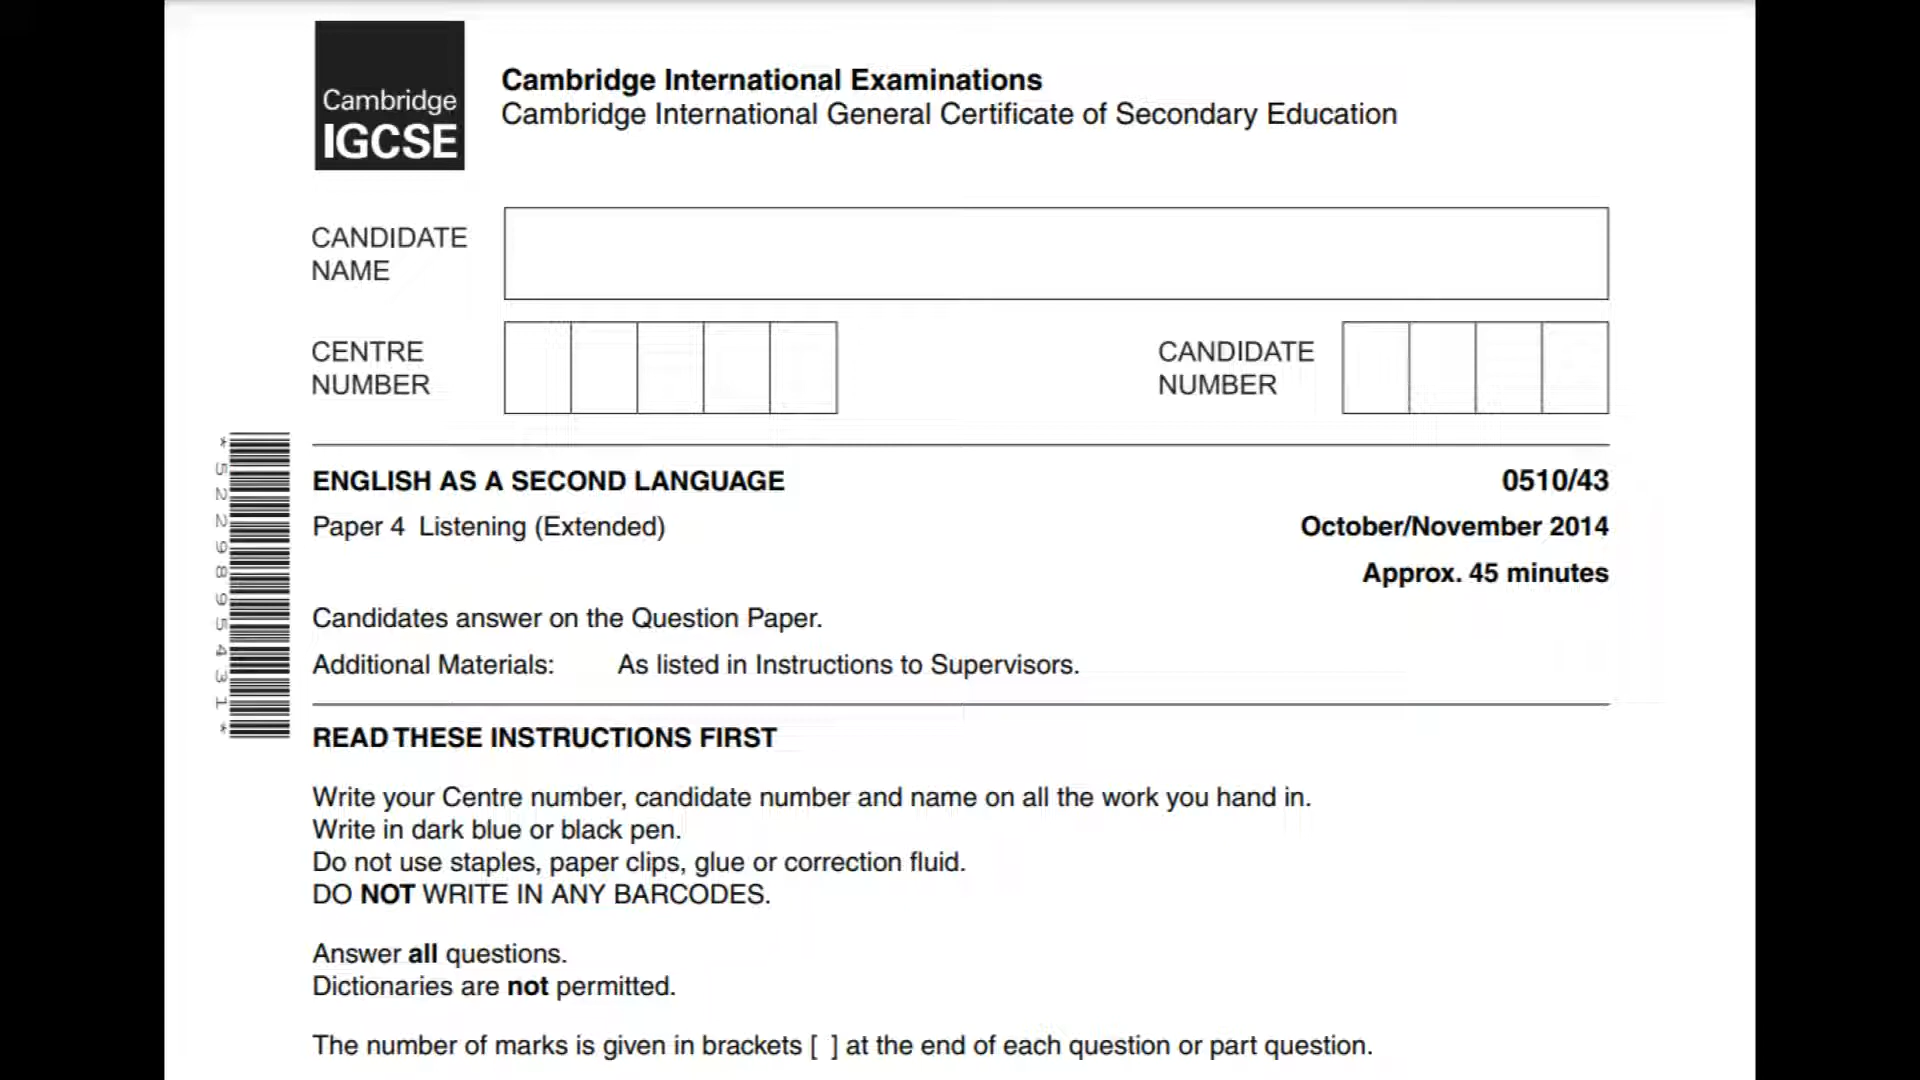 Cambridge
IGCSE
Cambridge International Examinations
Cambridge International General Certificate of Secondary Education
CANDIDATE
NAME
CENTRE
NUMBER
CANDIDATE
NUMBER
*5229895431*
ENGLISH AS A SECOND LANGUAGE 0510/43
Paper 4 Listening (Extended) October/November 2014
Approx. 45 minutes
Candidates answer on the Question Paper.
Additional Materials: As listed in Instructions to Supervisors.
READ THESE INSTRUCTIONS FIRST
Write your Centre number, candidate number and name on all the work you hand in.
Write in dark blue or black pen.
Do not use staples, paper clips, glue or correction fluid.
DO NOT WRITE IN ANY BARCODES.
Answer all questions.
Dictionaries are not permitted.
The number of marks is given in brackets [ ] at the end of each question or part question.